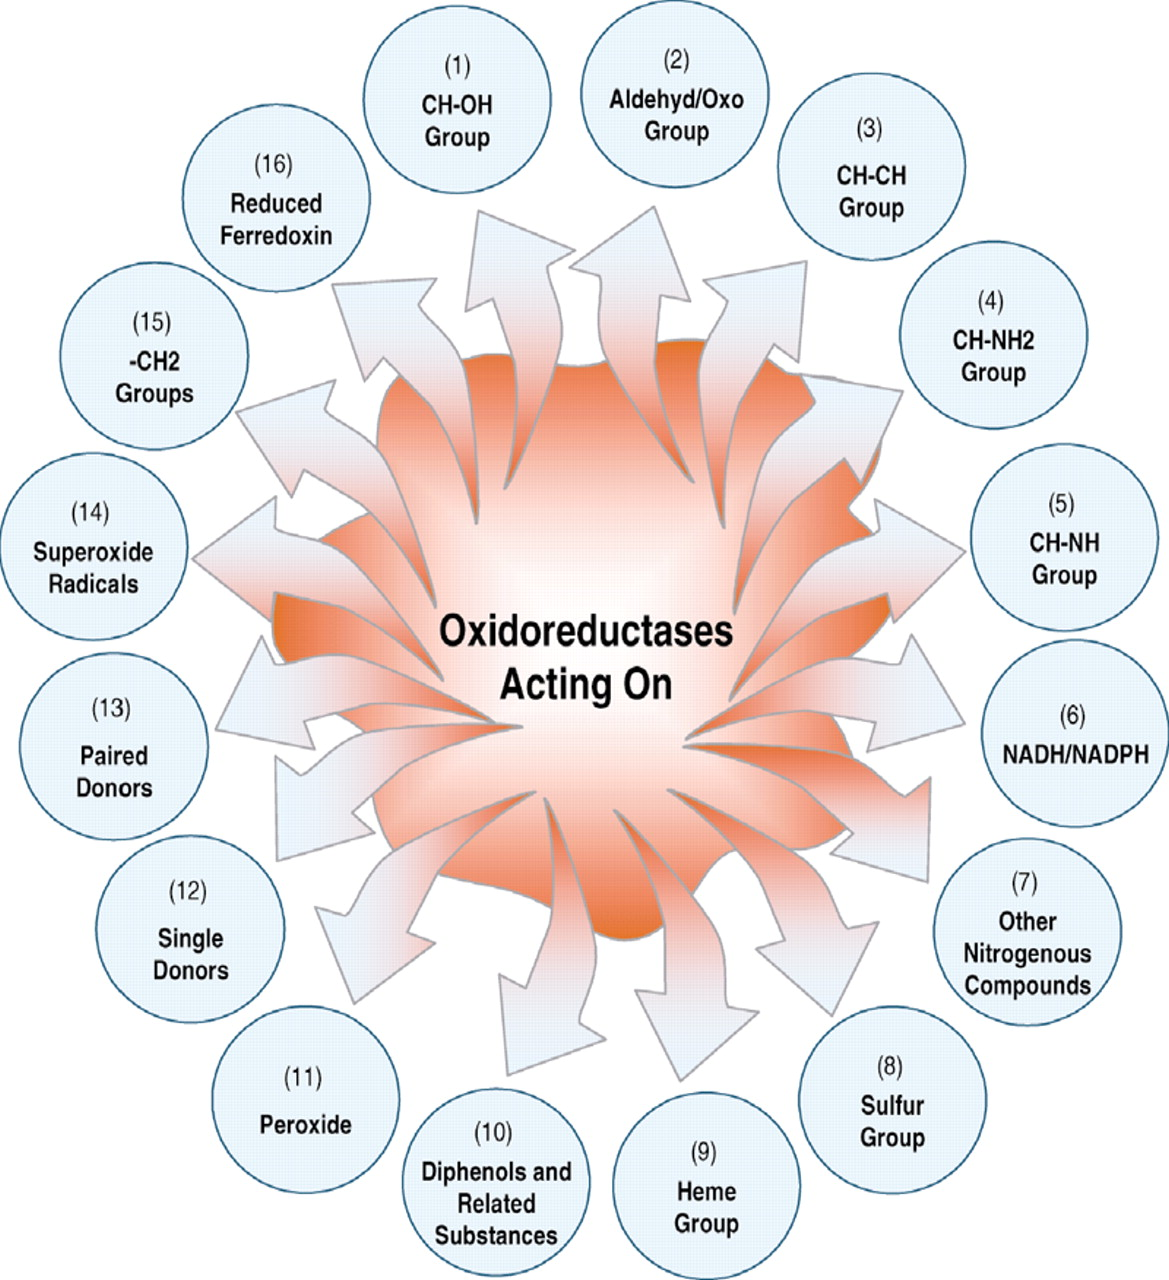 (1)
CH-OH
Group
(2)
Aldehyd/Oxo
Group
(3)
CH-CH
Group
(4)
CH-NH2
Group
(5)
CH-NH
Group
(6)
NADH/NADPH
(7)
Other
Nitrogenous
Compounds
(8)
Sulfur
Group
(9)
Heme
Group
(10)
Diphenols and
Related
Substances
(11)
Peroxide
(12)
Single
Donors
(13)
Paired
Donors
(14)
Superoxide
Radicals
(15)
-CH2
Groups
(16)
Reduced
Ferredoxin
Oxidoreductases
Acting On